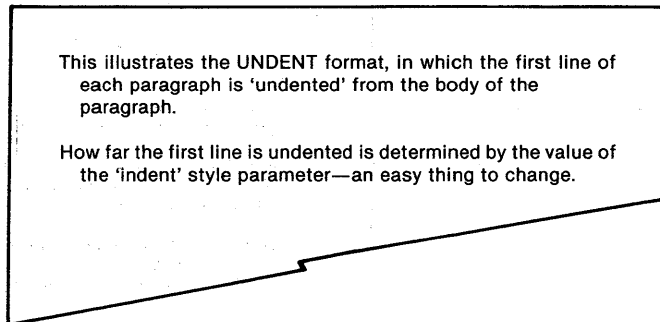 This illustrates the UNDENT format, in which the first line of
each paragraph is ‘undented’ from the body of the
paragraph.
How far the first line is undented is determined by the value of
the ‘indent’ style parameter—an easy thing to change.